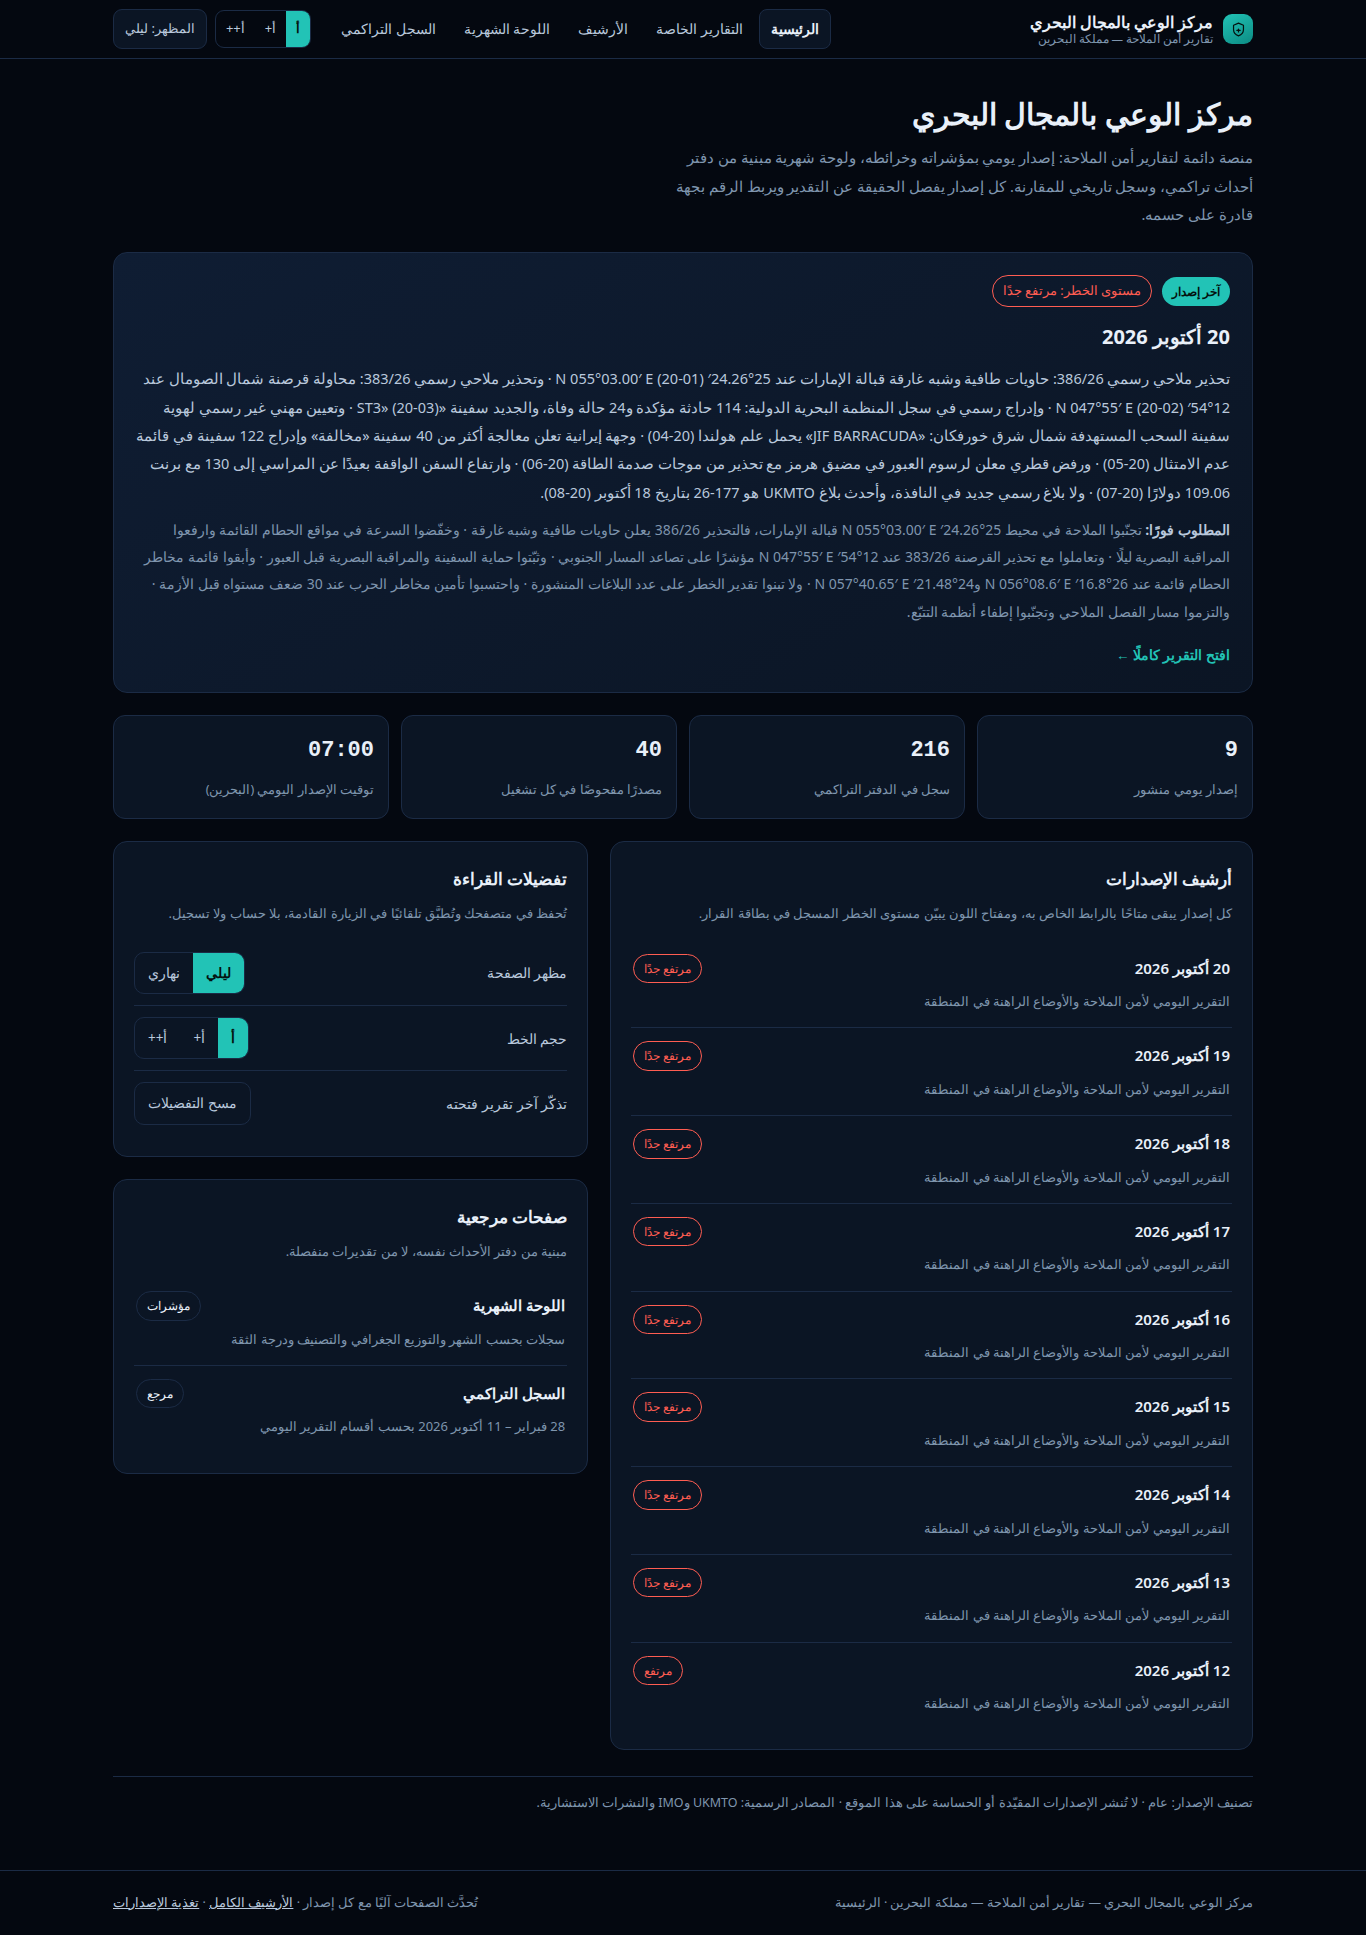 مركز الوعي بالمجال البحري
تقارير أمن الملاحة — مملكة البحرين
الرئيسية
التقارير الخاصة
الأرشيف
اللوحة الشهرية
السجل التراكمي
أ
أ+
أ++
المظهر: ليلي
مركز الوعي بالمجال البحري
منصة دائمة لتقارير أمن الملاحة: إصدار يومي بمؤشراته وخرائطه، ولوحة شهرية مبنية من دفتر
أحداث تراكمي، وسجل تاريخي للمقارنة. كل إصدار يفصل الحقيقة عن التقدير ويربط الرقم بجهة
قادرة على حسمه.
آخر إصدار
مستوى الخطر: مرتفع جدًا
20 أكتوبر 2026
تحذير ملاحي رسمي 386/26: حاويات طافية وشبه غارقة قبالة الإمارات عند 25°24.26′ N 055°03.00′ E (20-01) · وتحذير ملاحي رسمي 383/26: محاولة قرصنة شمال الصومال عند
12°54′ N 047°55′ E (20-02) · وإدراج رسمي في سجل المنظمة البحرية الدولية: 114 حادثة مؤكدة و24 حالة وفاة، والجديد سفينة «ST3» (20-03) · وتعيين مهني غير رسمي لهوية
سفينة السحب المستهدفة شمال شرق خورفكان: «JIF BARRACUDA» يحمل علم هولندا (20-04) · وجهة إيرانية تعلن معالجة أكثر من 40 سفينة «مخالفة» وإدراج 122 سفينة في قائمة
عدم الامتثال (20-05) · ورفض قطري معلن لرسوم العبور في مضيق هرمز مع تحذير من موجات صدمة الطاقة (20-06) · وارتفاع السفن الواقفة بعيدًا عن المراسي إلى 130 مع برنت
109.06 دولارًا (20-07) · ولا بلاغ رسمي جديد في النافذة، وأحدث بلاغ UKMTO هو 177-26 بتاريخ 18 أكتوبر (20-08).
المطلوب فورًا: تجنّبوا الملاحة في محيط 25°24.26′ N 055°03.00′ E قبالة الإمارات، فالتحذير 386/26 يعلن حاويات طافية وشبه غارقة · وخفّضوا السرعة في مواقع الحطام القائمة وارفعوا
المراقبة البصرية ليلًا · وتعاملوا مع تحذير القرصنة 383/26 عند 12°54′ N 047°55′ E مؤشرًا على تصاعد المسار الجنوبي · وثبّتوا حماية السفينة والمراقبة البصرية قبل العبور · وأبقوا قائمة مخاطر
الحطام قائمة عند 26°16.8′ N 056°08.6′ E و24°21.48′ N 057°40.65′ E · ولا تبنوا تقدير الخطر على عدد البلاغات المنشورة · واحتسبوا تأمين مخاطر الحرب عند 30 ضعف مستواه قبل الأزمة ·
والتزموا مسار الفصل الملاحي وتجنّبوا إطفاء أنظمة التتبّع.
افتح التقرير كاملًا ←
9
إصدار يومي منشور
216
سجل في الدفتر التراكمي
40
مصدرًا مفحوصًا في كل تشغيل
07:00
توقيت الإصدار اليومي (البحرين)
أرشيف الإصدارات
كل إصدار يبقى متاحًا بالرابط الخاص به، ومفتاح اللون يبيّن مستوى الخطر المسجل في بطاقة القرار.
20 أكتوبر 2026
مرتفع جدًا
التقرير اليومي لأمن الملاحة والأوضاع الراهنة في المنطقة
19 أكتوبر 2026
مرتفع جدًا
التقرير اليومي لأمن الملاحة والأوضاع الراهنة في المنطقة
18 أكتوبر 2026
مرتفع جدًا
التقرير اليومي لأمن الملاحة والأوضاع الراهنة في المنطقة
17 أكتوبر 2026
مرتفع جدًا
التقرير اليومي لأمن الملاحة والأوضاع الراهنة في المنطقة
16 أكتوبر 2026
مرتفع جدًا
التقرير اليومي لأمن الملاحة والأوضاع الراهنة في المنطقة
15 أكتوبر 2026
مرتفع جدًا
التقرير اليومي لأمن الملاحة والأوضاع الراهنة في المنطقة
14 أكتوبر 2026
مرتفع جدًا
التقرير اليومي لأمن الملاحة والأوضاع الراهنة في المنطقة
13 أكتوبر 2026
مرتفع جدًا
التقرير اليومي لأمن الملاحة والأوضاع الراهنة في المنطقة
12 أكتوبر 2026
مرتفع
التقرير اليومي لأمن الملاحة والأوضاع الراهنة في المنطقة
تفضيلات القراءة
تُحفظ في متصفحك وتُطبَّق تلقائيًا في الزيارة القادمة، بلا حساب ولا تسجيل.
مظهر الصفحة
ليلي
نهاري
حجم الخط
أ
أ+
أ++
تذكّر آخر تقرير فتحته
مسح التفضيلات
صفحات مرجعية
مبنية من دفتر الأحداث نفسه، لا من تقديرات منفصلة.
اللوحة الشهرية
مؤشرات
سجلات بحسب الشهر والتوزيع الجغرافي والتصنيف ودرجة الثقة
السجل التراكمي
مرجع
28 فبراير – 11 أكتوبر 2026 بحسب أقسام التقرير اليومي
تصنيف الإصدار: عام · لا تُنشر الإصدارات المقيّدة أو الحساسة على هذا الموقع · المصادر الرسمية: UKMTO وIMO والنشرات الاستشارية.
مركز الوعي بالمجال البحري — تقارير أمن الملاحة — مملكة البحرين · الرئيسية
تُحدَّث الصفحات آليًا مع كل إصدار · الأرشيف الكامل · تغذية الإصدارات